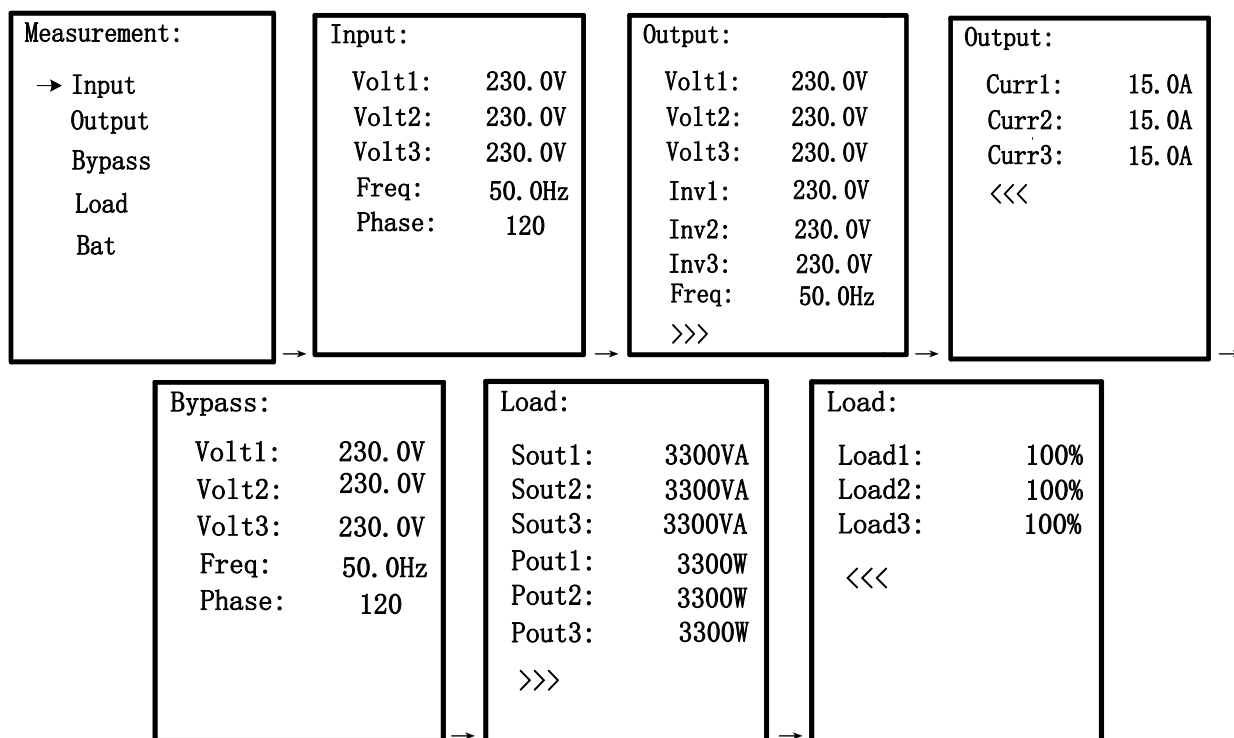 Measurement:
→ Input
Output
Bypass
Load
Bat
Input:
Volt1: 230.0V
Volt2: 230.0V
Volt3: 230.0V
Freq: 50.0Hz
Phase: 120
Output:
Volt1: 230.0V
Volt2: 230.0V
Volt3: 230.0V
Inv1: 230.0V
Inv2: 230.0V
Inv3: 230.0V
Freq: 50.0Hz
>>>
Output:
Curr1: 15.0A
Curr2: 15.0A
Curr3: 15.0A
<<<
Bypass:
Volt1: 230.0V
Volt2: 230.0V
Volt3: 230.0V
Freq: 50.0Hz
Phase: 120
Load:
Sout1: 3300VA
Sout2: 3300VA
Sout3: 3300VA
Pout1: 3300W
Pout2: 3300W
Pout3: 3300W
>>>
Load:
Load1: 100%
Load2: 100%
Load3: 100%
<<<